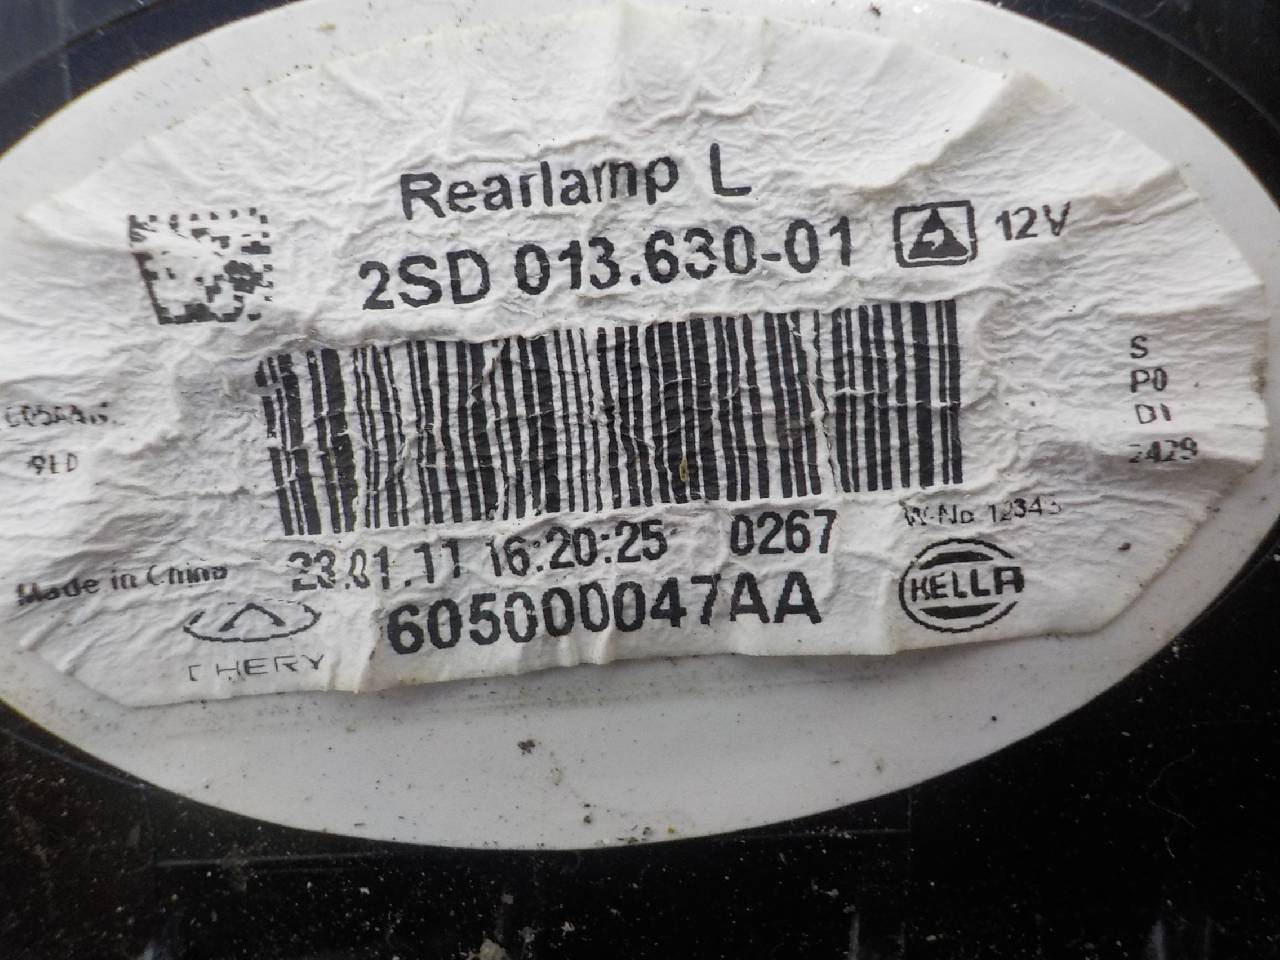 Rearlamp L
2SD 013.630-01 12V
S
P0
D1
2429
9LD
W-No 12345
23.01.11 16:20:25 0267
Made in China
605000047AA
HELLA
CHERY